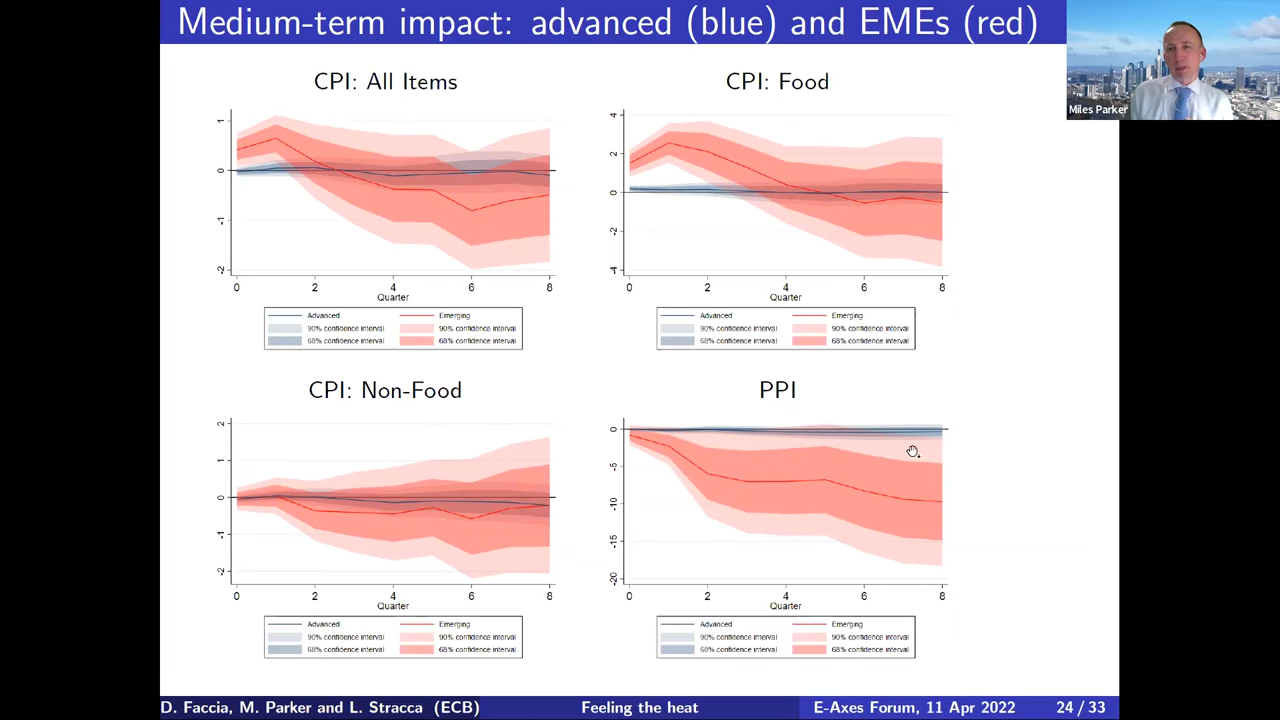 Medium-term impact: advanced (blue) and EMEs (red)
Miles Parker
CPI: All Items
1
0
-1
-2
0 2 4 6 8
Quarter
Advanced Emerging
90% confidence interval 90% confidence interval
68% confidence interval 68% confidence interval
CPI: Food
4
2
0
-2
-4
0 2 4 6 8
Quarter
Advanced Emerging
90% confidence interval 90% confidence interval
68% confidence interval 68% confidence interval
CPI: Non-Food
2
1
0
-1
-2
0 2 4 6 8
Quarter
Advanced Emerging
90% confidence interval 90% confidence interval
68% confidence interval 68% confidence interval
PPI
0
-5
-10
-15
-20
0 2 4 6 8
Quarter
Advanced Emerging
90% confidence interval 90% confidence interval
68% confidence interval 68% confidence interval
D. Faccia, M. Parker and L. Stracca (ECB) Feeling the heat E-Axes Forum, 11 Apr 2022 24 / 33